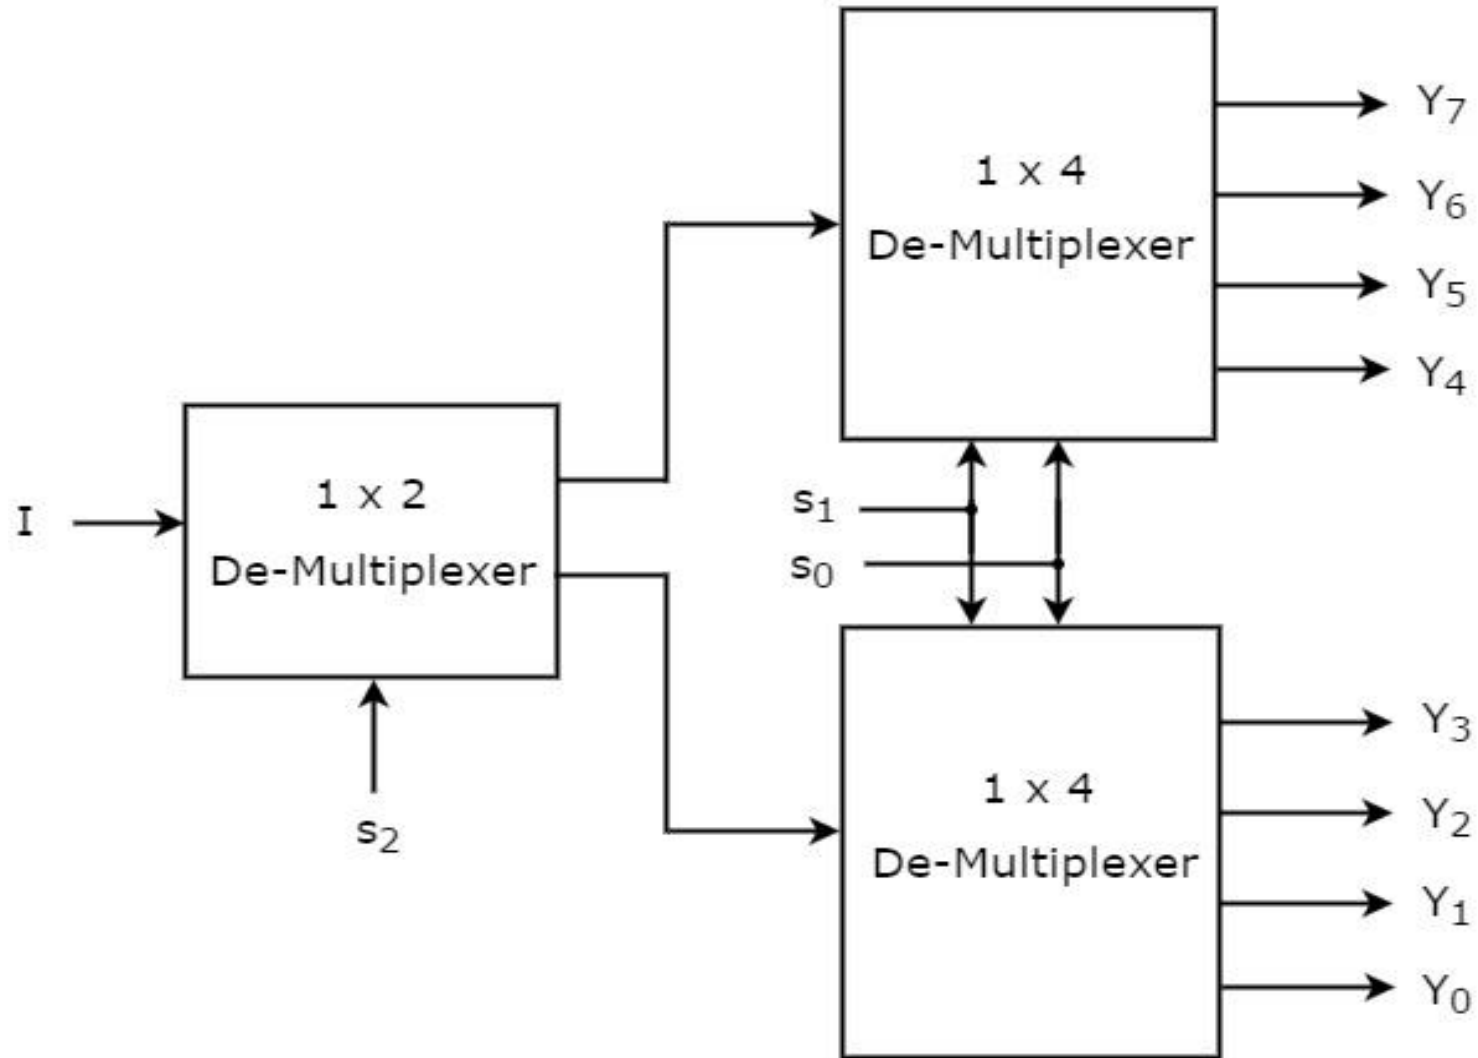 Y7
1 x 4
Y6
De-Multiplexer
Y5
Y4
1 x 2
s1
I
De-Multiplexer
s0
Y3
1 x 4
Y2
s2
De-Multiplexer
Y1
Y0